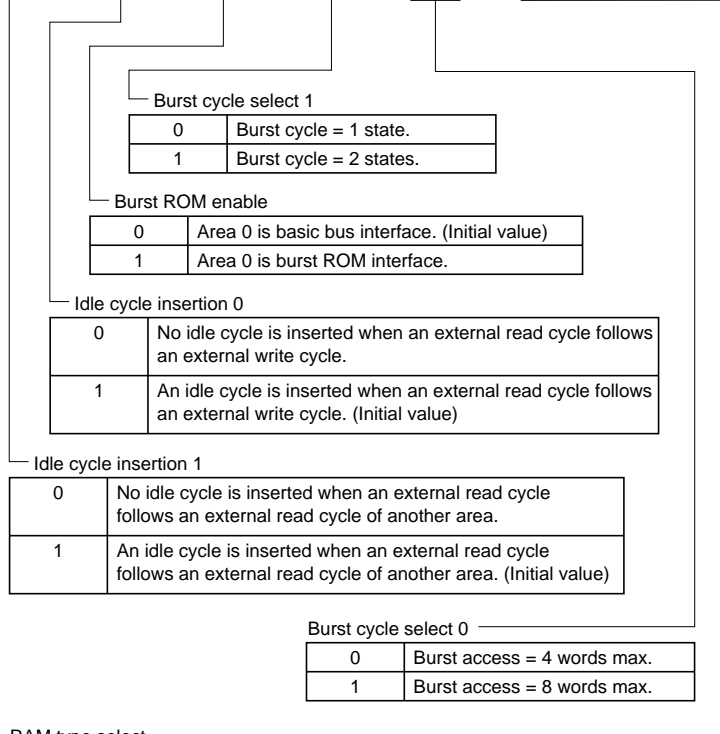 Burst cycle select 1
0 Burst cycle = 1 state.
1 Burst cycle = 2 states.
Burst ROM enable
0 Area 0 is basic bus interface. (Initial value)
1 Area 0 is burst ROM interface.
Idle cycle insertion 0
0 No idle cycle is inserted when an external read cycle follows
an external write cycle.
1 An idle cycle is inserted when an external read cycle follows
an external write cycle. (Initial value)
Idle cycle insertion 1
0 No idle cycle is inserted when an external read cycle
follows an external read cycle of another area.
1 An idle cycle is inserted when an external read cycle
follows an external read cycle of another area. (Initial value)
Burst cycle select 0
0 Burst access = 4 words max.
1 Burst access = 8 words max.
RAM type select